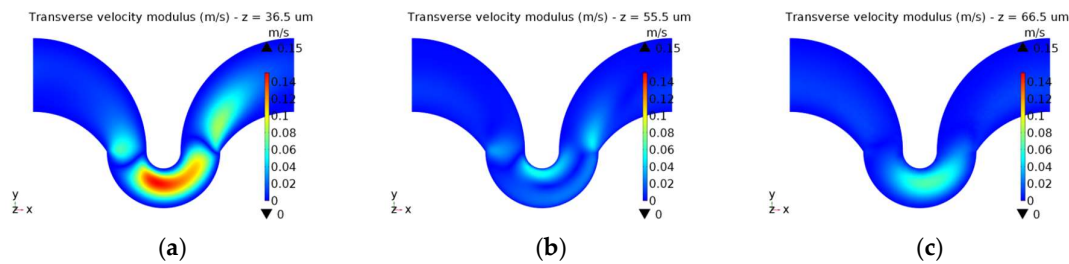 Transverse velocity modulus (m/s) - z = 36.5 um
m/s
▲ 0.15
0.14
0.12
0.1
0.08
0.06
0.04
0.02
0
▼ 0
y
z x
(a)
Transverse velocity modulus (m/s) - z = 55.5 um
m/s
▲ 0.15
0.14
0.12
0.1
0.08
0.06
0.04
0.02
0
▼ 0
y
z x
(b)
Transverse velocity modulus (m/s) - z = 66.5 um
m/s
▲ 0.15
0.14
0.12
0.1
0.08
0.06
0.04
0.02
0
▼ 0
y
z x
(c)